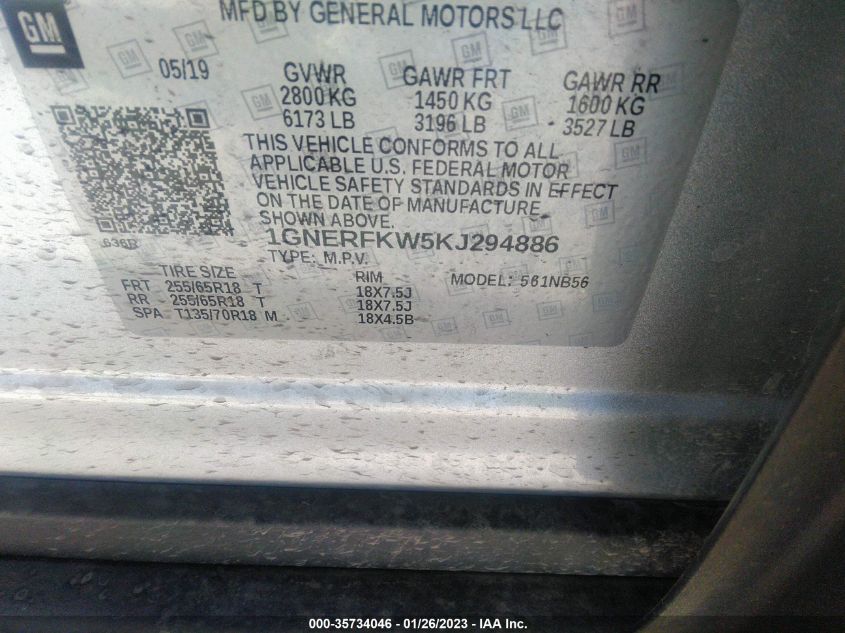 GM
MFD BY GENERAL MOTORS LLC
05/19 GVWR GAWR FRT GAWR RR
2800 KG 1450 KG 1600 KG
6173 LB 3196 LB 3527 LB
THIS VEHICLE CONFORMS TO ALL
APPLICABLE U.S. FEDERAL MOTOR
VEHICLE SAFETY STANDARDS IN EFFECT
ON THE DATE OF MANUFACTURE
SHOWN ABOVE.
1GNERFKW5KJ294886
TYPE: M.P.V. MODEL: 561NB56
TIRE SIZE RIM
FRT 255/65R18 T 18X7.5J
RR 255/65R18 T 18X7.5J
SPA T135/70R18 M 18X4.5B
000-35734046 — 01/26/2023 — IAA Inc.